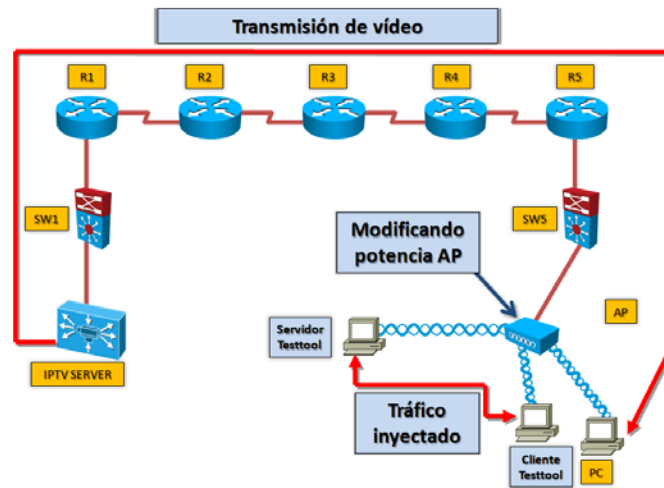 Transmisión de vídeo
R1
R2
R3
R4
R5
SW1
SW5
Modificando
potencia AP
AP
Servidor
Testtool
IPTV SERVER
Tráfico
inyectado
Cliente
Testtool
PC